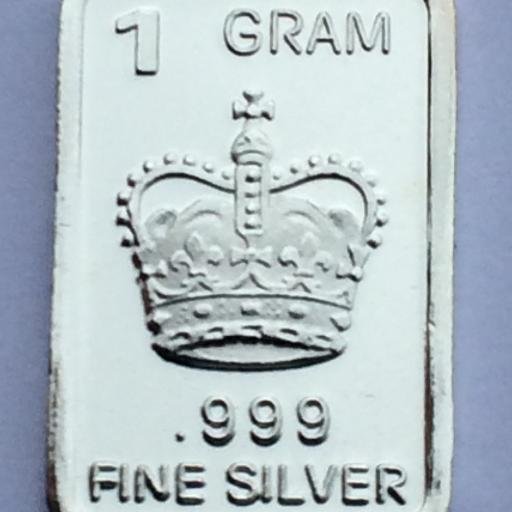 1 GRAM
.999
FINE SILVER